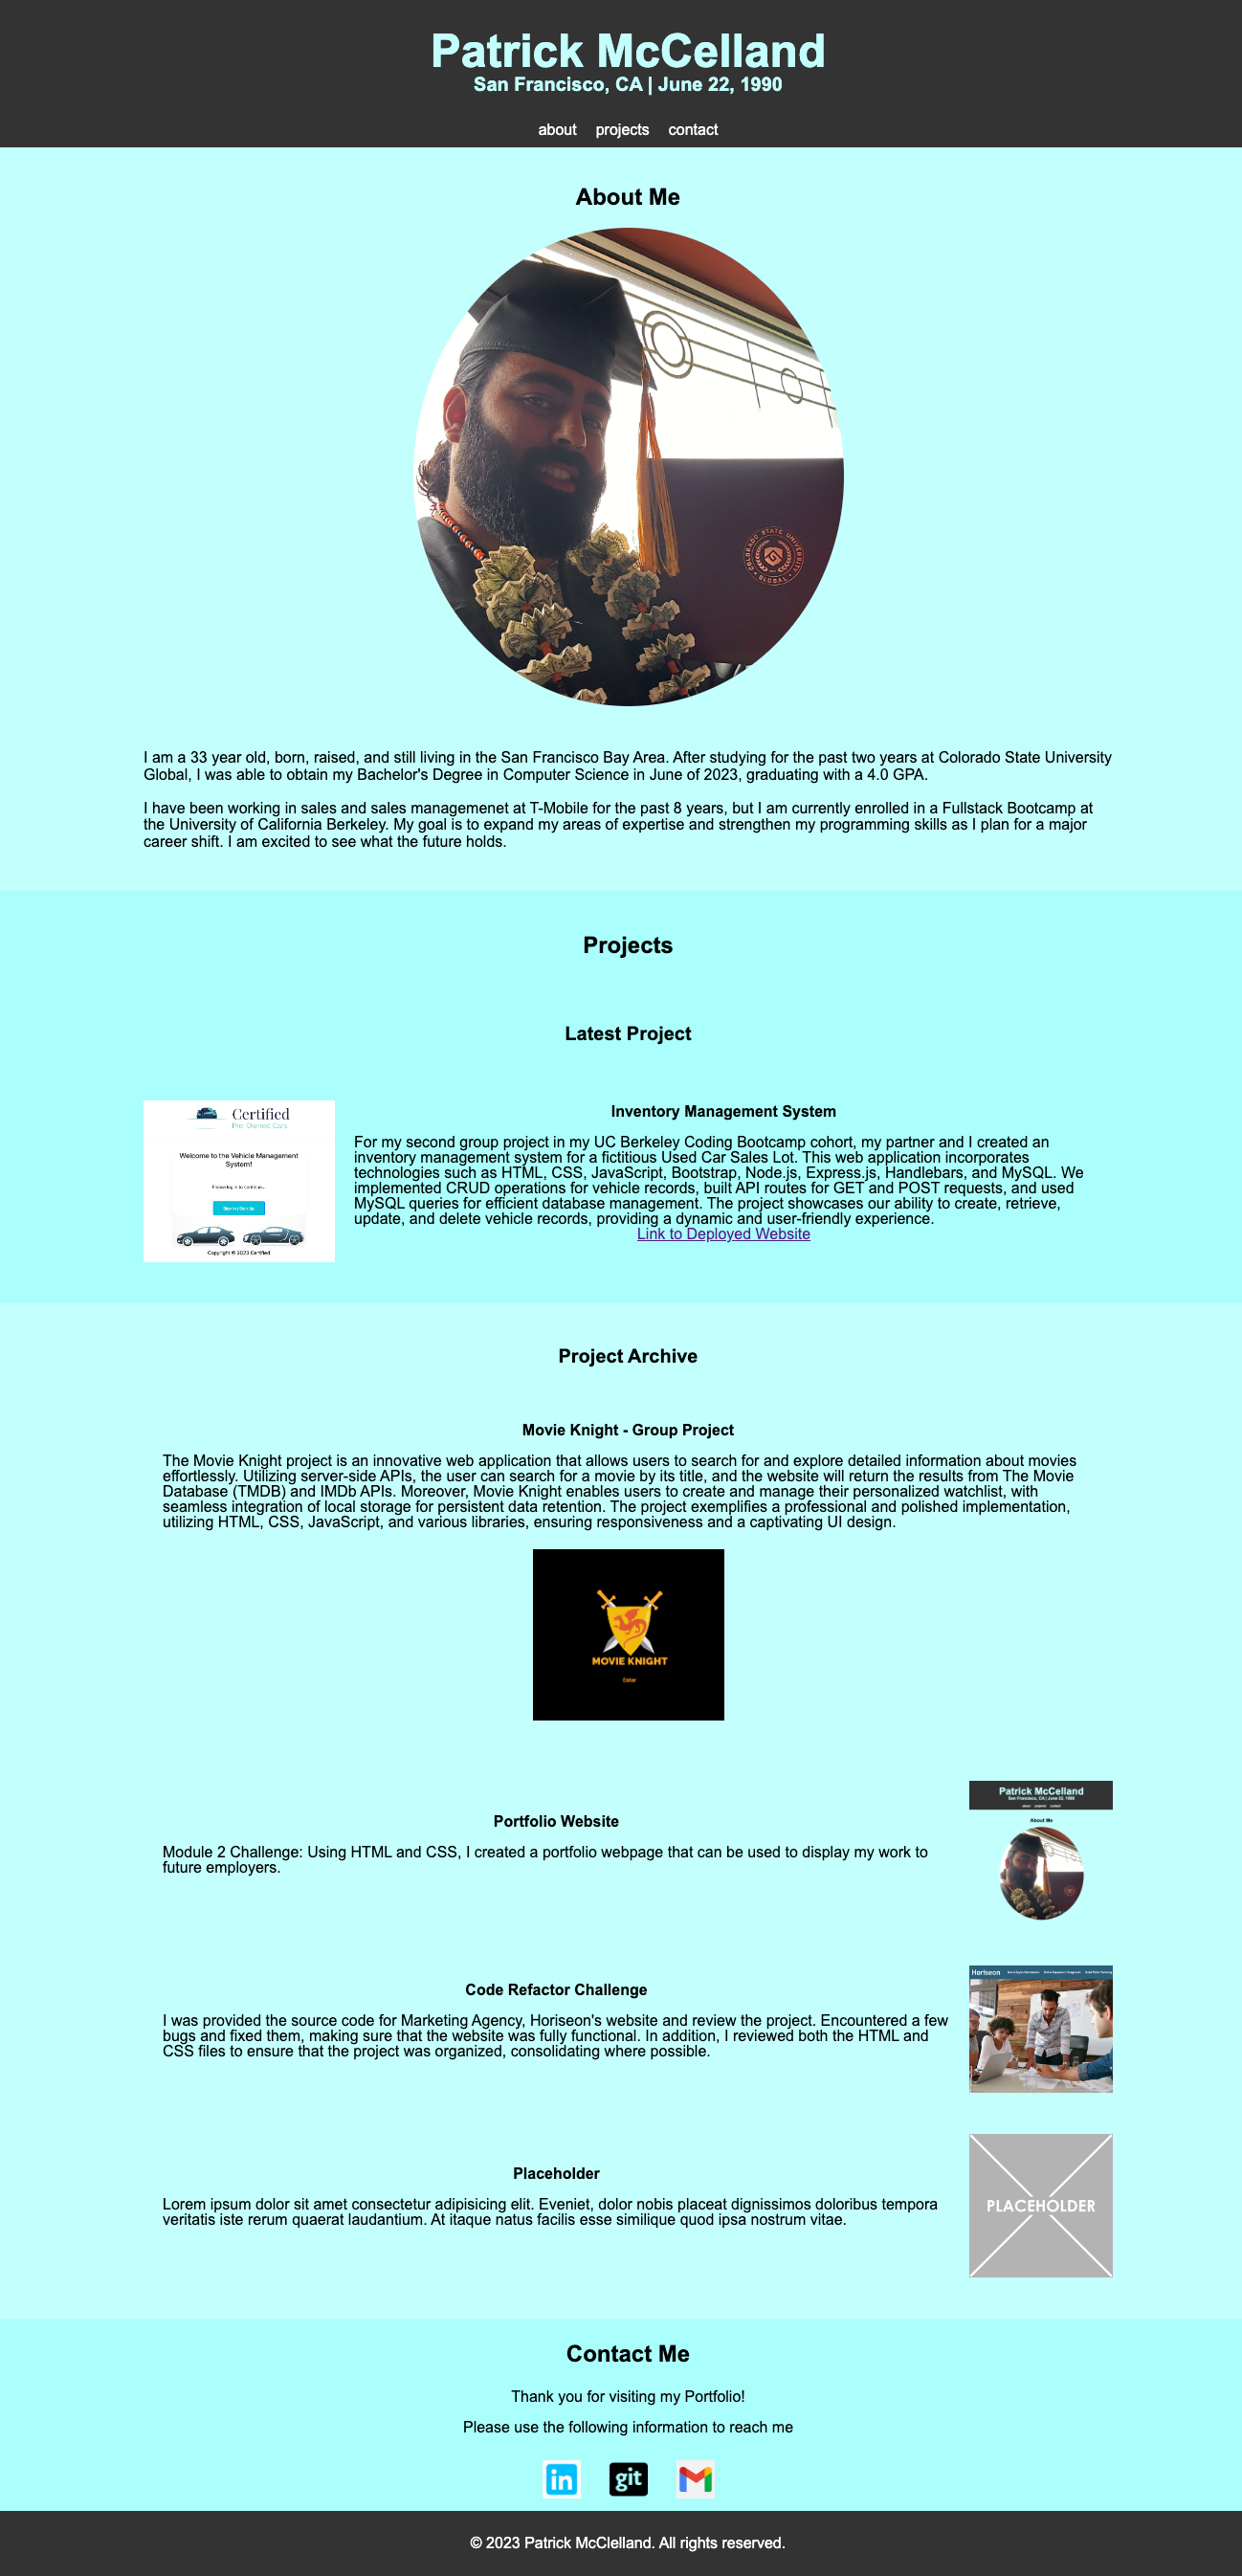 Patrick McCelland
San Francisco, CA | June 22, 1990
about projects contact
About Me
COLORADO STATE UNIVERSITY
GLOBAL
I am a 33 year old, born, raised, and still living in the San Francisco Bay Area. After studying for the past two years at Colorado State University
Global, I was able to obtain my Bachelor's Degree in Computer Science in June of 2023, graduating with a 4.0 GPA.
I have been working in sales and sales managemenet at T-Mobile for the past 8 years, but I am currently enrolled in a Fullstack Bootcamp at
the University of California Berkeley. My goal is to expand my areas of expertise and strengthen my programming skills as I plan for a major
career shift. I am excited to see what the future holds.
Projects
Latest Project
Certified
Pre-Owned Cars
Welcome to the Vehicle Management
System!
Please log in to continue...
Copyright © 2023 Certified
Inventory Management System
For my second group project in my UC Berkeley Coding Bootcamp cohort, my partner and I created an
inventory management system for a fictitious Used Car Sales Lot. This web application incorporates
technologies such as HTML, CSS, JavaScript, Bootstrap, Node.js, Express.js, Handlebars, and MySQL. We
implemented CRUD operations for vehicle records, built API routes for GET and POST requests, and used
MySQL queries for efficient database management. The project showcases our ability to create, retrieve,
update, and delete vehicle records, providing a dynamic and user-friendly experience.
Link to Deployed Website
Project Archive
Movie Knight - Group Project
The Movie Knight project is an innovative web application that allows users to search for and explore detailed information about movies
effortlessly. Utilizing server-side APIs, the user can search for a movie by its title, and the website will return the results from The Movie
Database (TMDB) and IMDb APIs. Moreover, Movie Knight enables users to create and manage their personalized watchlist, with
seamless integration of local storage for persistent data retention. The project exemplifies a professional and polished implementation,
utilizing HTML, CSS, JavaScript, and various libraries, ensuring responsiveness and a captivating UI design.
MOVIE KNIGHT
Enter
Portfolio Website
Module 2 Challenge: Using HTML and CSS, I created a portfolio webpage that can be used to display my work to
future employers.
Patrick McCelland
San Francisco, CA | June 22, 1990
about projects contact
About Me
Code Refactor Challenge
I was provided the source code for Marketing Agency, Horiseon's website and review the project. Encountered a few
bugs and fixed them, making sure that the website was fully functional. In addition, I reviewed both the HTML and
CSS files to ensure that the project was organized, consolidating where possible.
Horiseon
Placeholder
Lorem ipsum dolor sit amet consectetur adipisicing elit. Eveniet, dolor nobis placeat dignissimos doloribus tempora
veritatis iste rerum quaerat laudantium. At itaque natus facilis esse similique quod ipsa nostrum vitae.
PLACEHOLDER
Contact Me
Thank you for visiting my Portfolio!
Please use the following information to reach me
in git
© 2023 Patrick McClelland. All rights reserved.